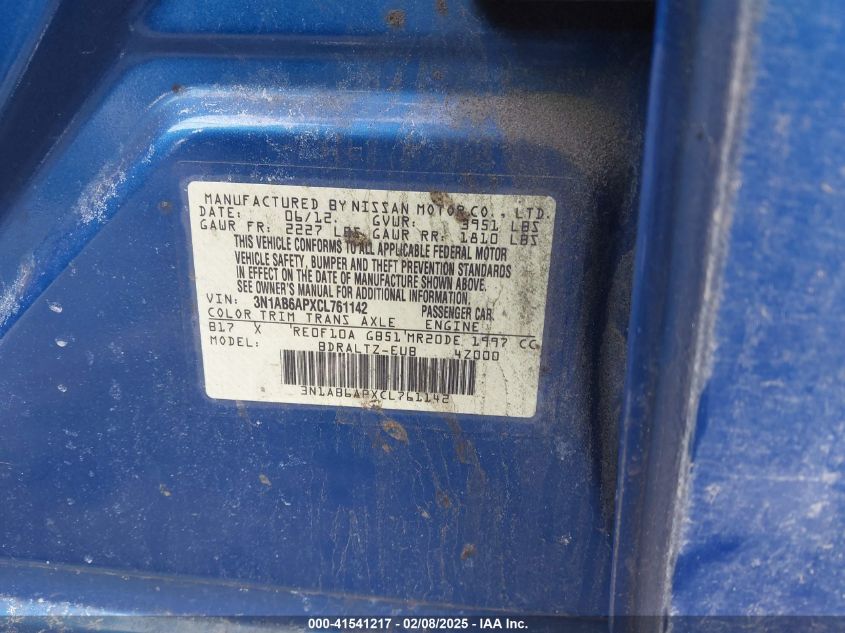 MANUFACTURED BY NISSAN MOTOR CO., LTD.
DATE: 06/12 GVWR: 3951 LBS
GAWR FR: 2227 LBS GAWR RR: 1810 LBS
THIS VEHICLE CONFORMS TO ALL APPLICABLE FEDERAL MOTOR
VEHICLE SAFETY, BUMPER AND THEFT PREVENTION STANDARDS
IN EFFECT ON THE DATE OF MANUFACTURE SHOWN ABOVE.
SEE OWNER'S MANUAL FOR ADDITIONAL INFORMATION.
VIN: 3N1AB6APXCL761142 PASSENGER CAR
COLOR TRIM TRANS AXLE ENGINE
B17 X RE0F10A GB51 MR20DE 1997 CC
MODEL: BDRALTZ-EUB 4Z000
3N1AB6APXCL761142
000-41541217 - 02/08/2025 - IAA Inc.